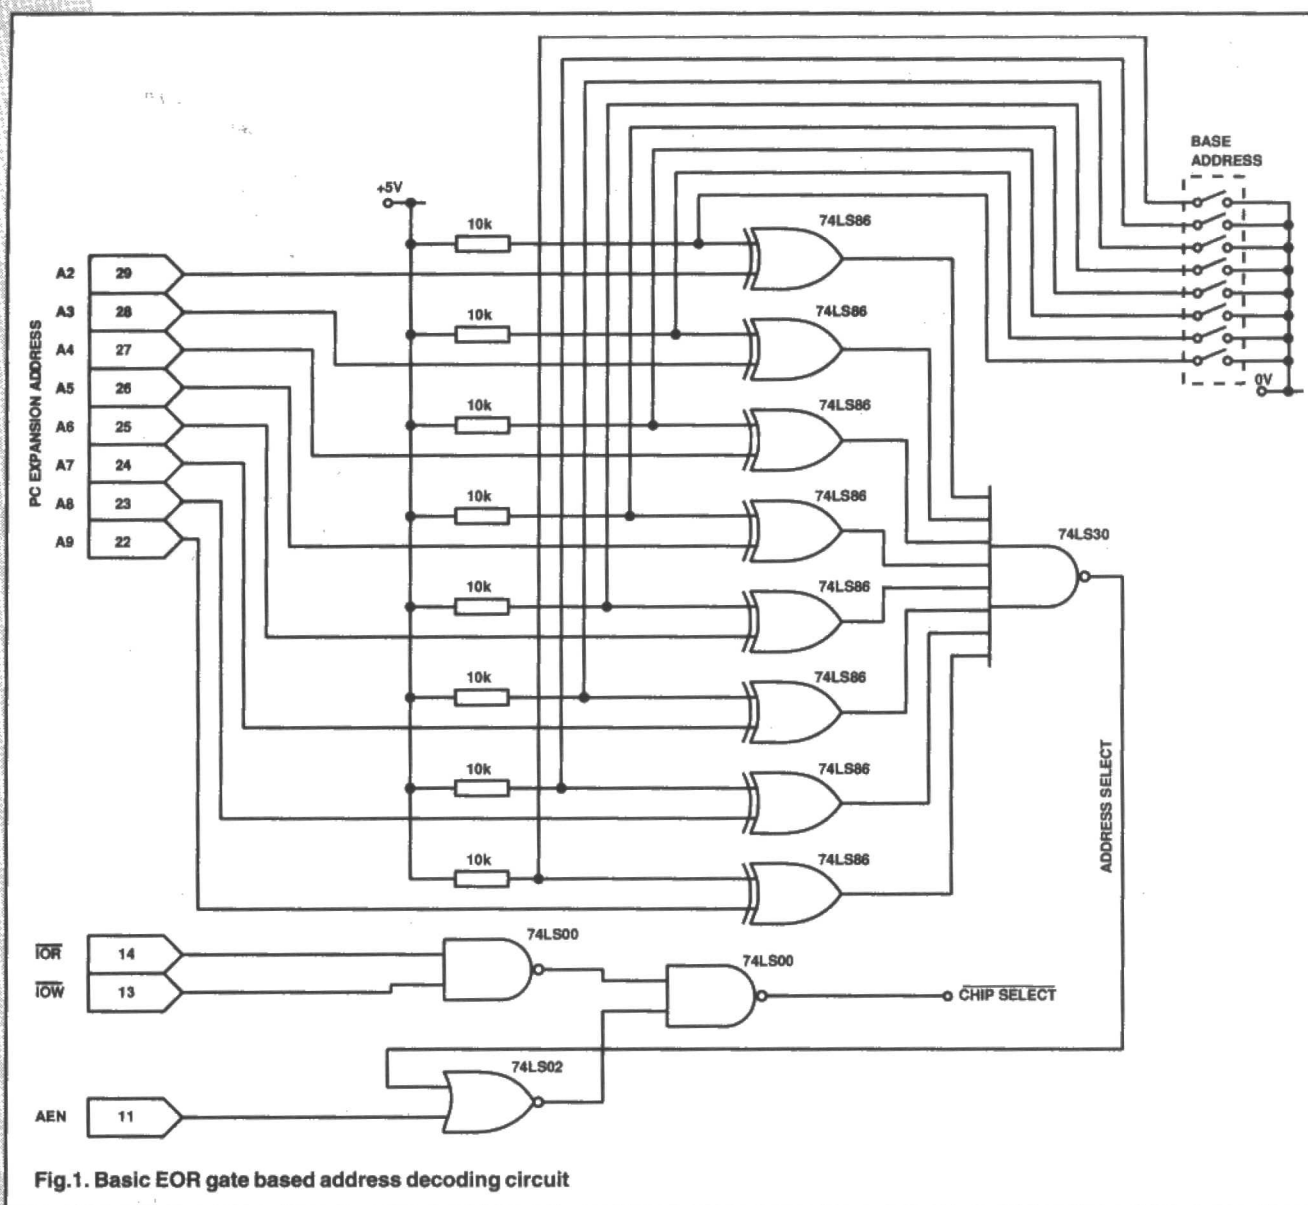 BASE
ADDRESS
+5V
10k
74LS86
A2 29
10k
74LS86
A3 28
A4 27
0V
A5 26
10k
74LS86
A6 25
A7 24
PC EXPANSION ADDRESS
A8 23
10k
74LS86
A9 22
74LS30
10k
74LS86
10k
74LS86
10k
74LS86
ADDRESS SELECT
10k
74LS86
IOR 14
74LS00
74LS00
IOW 13
CHIP SELECT
74LS02
AEN 11
Fig.1. Basic EOR gate based address decoding circuit